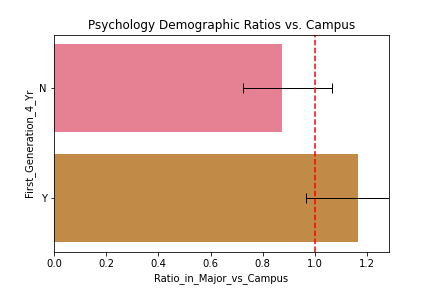 Psychology Demographic Ratios vs. Campus
First_Generation_4_Yr
N
Y
0.0 0.2 0.4 0.6 0.8 1.0 1.2
Ratio_in_Major_vs_Campus